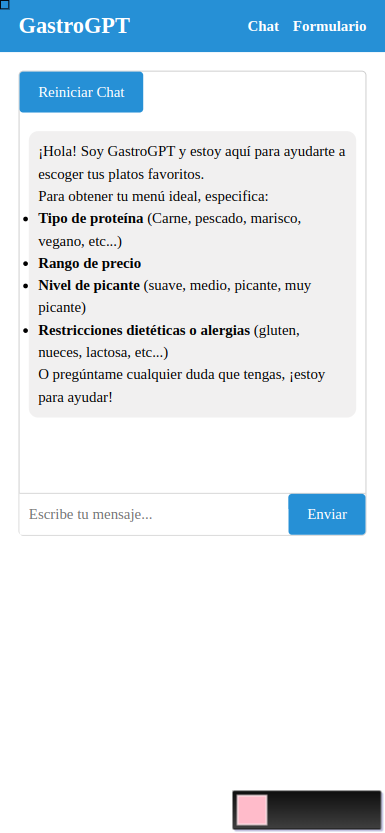 GastroGPT
Chat Formulario
Reiniciar Chat
¡Hola! Soy GastroGPT y estoy aquí para ayudarte a
escoger tus platos favoritos.
Para obtener tu menú ideal, especifica:
Tipo de proteína (Carne, pescado, marisco,
vegano, etc...)
Rango de precio
Nivel de picante (suave, medio, picante, muy
picante)
Restricciones dietéticas o alergias (gluten,
nueces, lactosa, etc...)
O pregúntame cualquier duda que tengas, ¡estoy
para ayudar!
Escribe tu mensaje...
Enviar